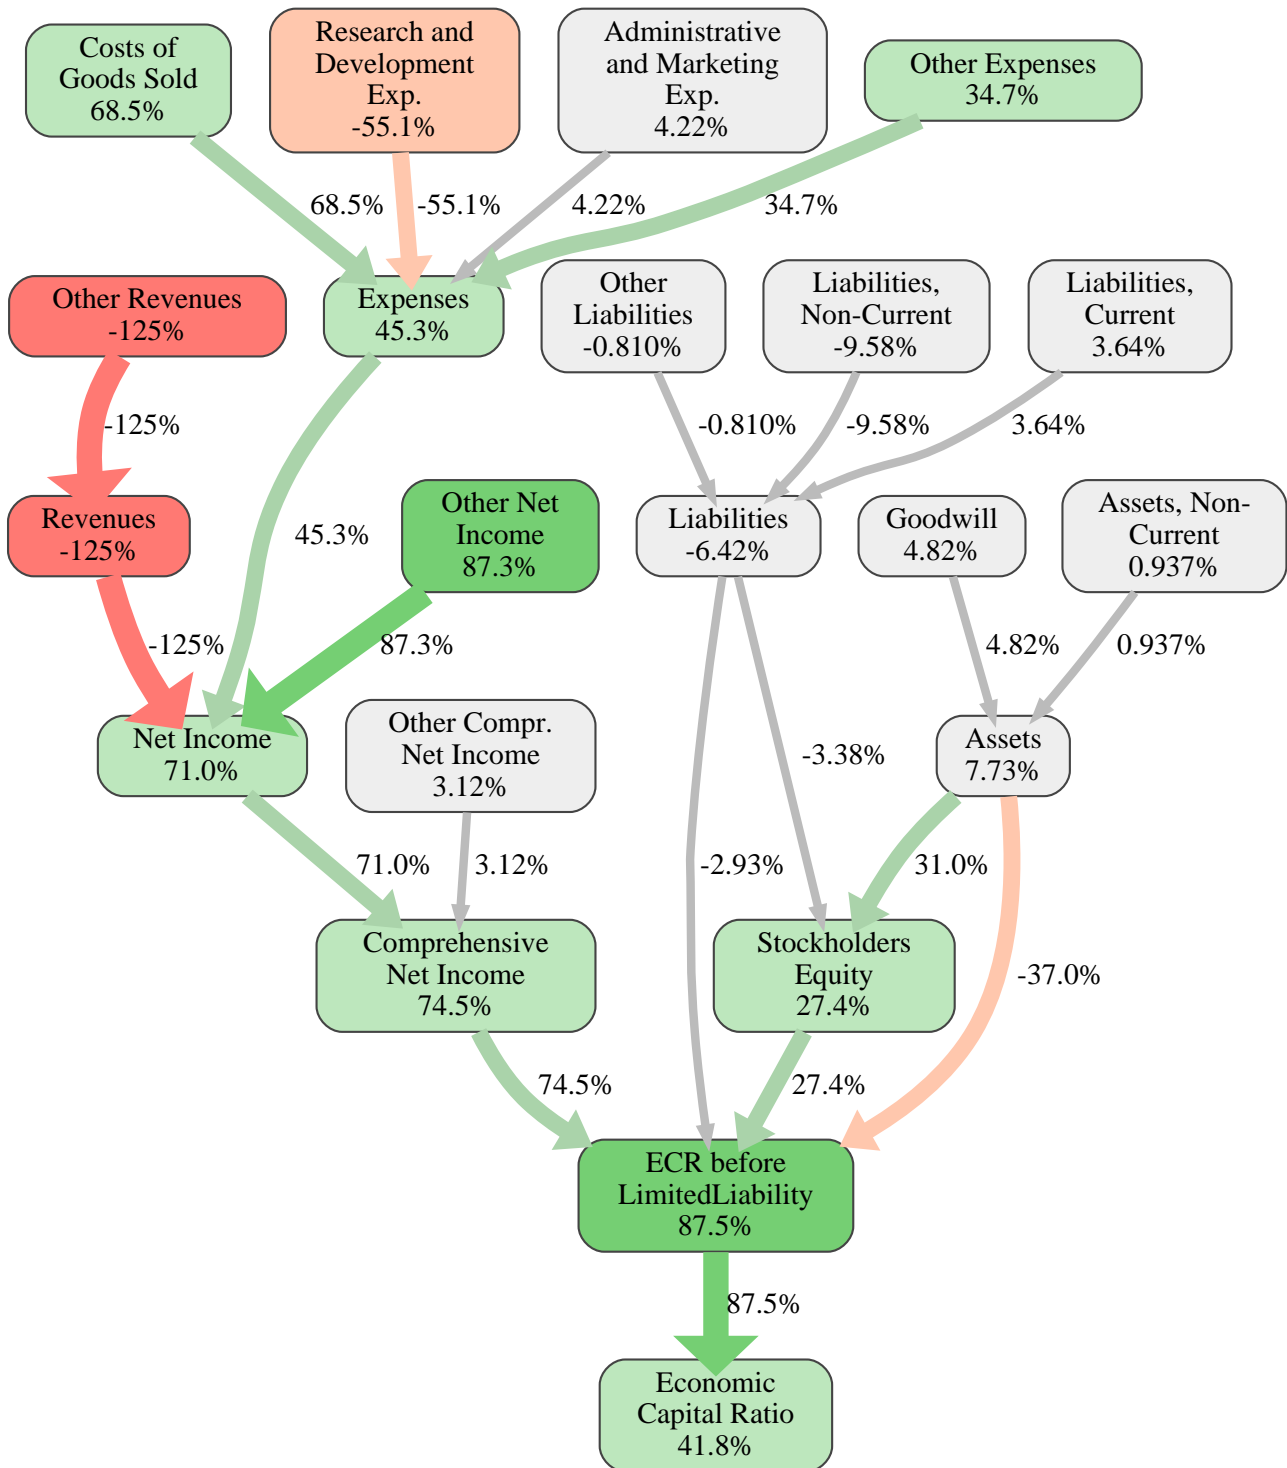 Costs of
Goods Sold
68.5%
Research and
Development
Exp.
-55.1%
Administrative
and Marketing
Exp.
4.22%
Other Expenses
34.7%
68.5%
-55.1%
4.22%
34.7%
Other Revenues
-125%
Expenses
45.3%
Other
Liabilities
-0.810%
Liabilities,
Non-Current
-9.58%
Liabilities,
Current
3.64%
-125%
-0.810%
-9.58%
3.64%
Revenues
-125%
45.3%
Other Net
Income
87.3%
Liabilities
-6.42%
Goodwill
4.82%
Assets, Non-
Current
0.937%
-125%
87.3%
4.82%
0.937%
Net Income
71.0%
Other Compr.
Net Income
3.12%
-3.38%
Assets
7.73%
71.0%
3.12%
-2.93%
31.0%
Comprehensive
Net Income
74.5%
Stockholders
Equity
27.4%
-37.0%
74.5%
27.4%
ECR before
LimitedLiability
87.5%
87.5%
Economic
Capital Ratio
41.8%